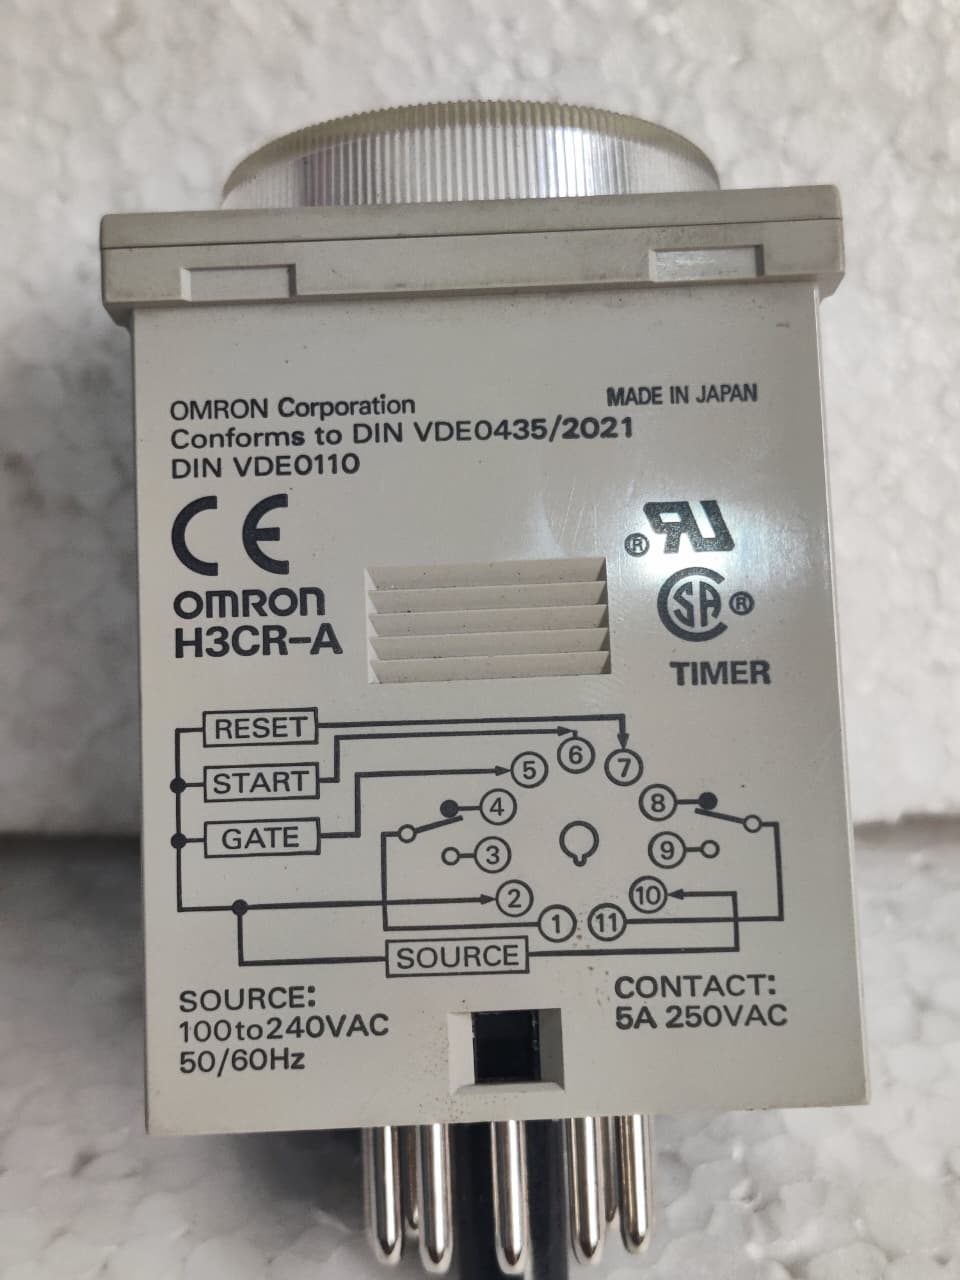 OMRON Corporation MADE IN JAPAN
Conforms to DIN VDE0435/2021
DIN VDE0110
CE
® RU
SA ®
OMRON
H3CR-A
TIMER
RESET
START
GATE
6
5 7
4 8
3 9
2 10
1 11
SOURCE
SOURCE: CONTACT:
100to240VAC 5A 250VAC
50/60Hz